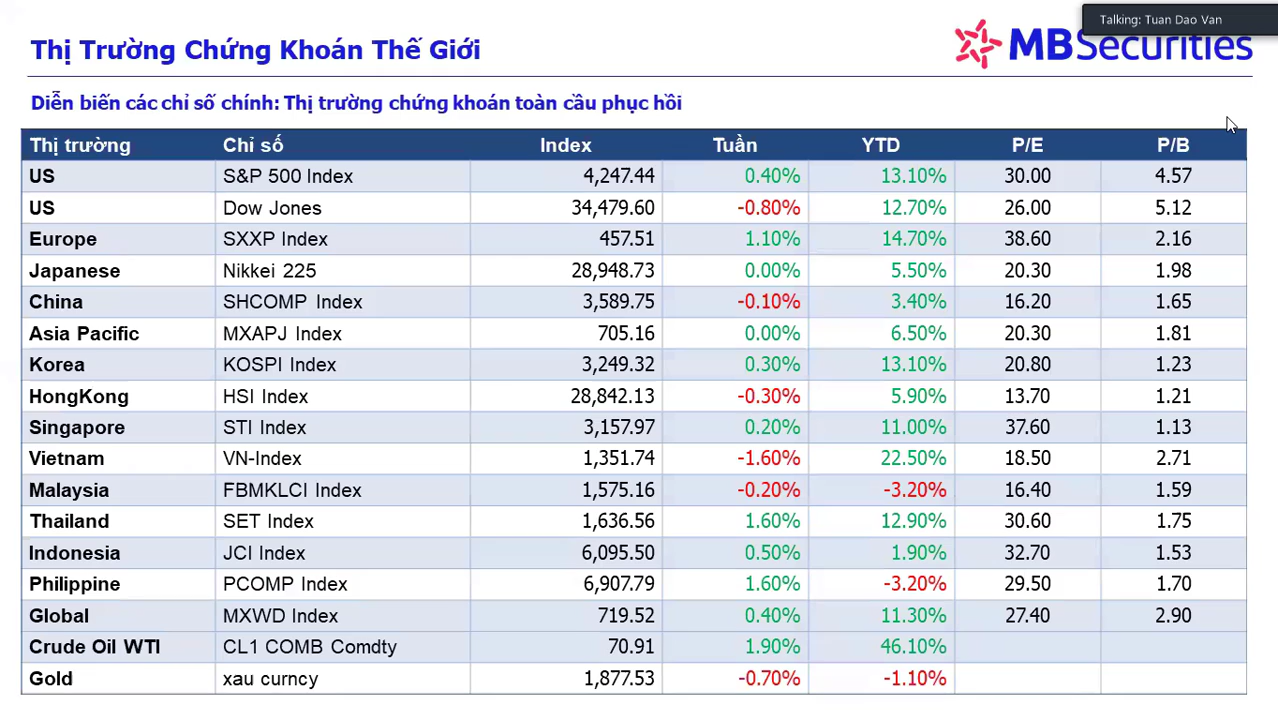 Talking: Tuan Dao Van
Thị Trường Chứng Khoán Thế Giới
MBSecurities
Diễn biến các chỉ số chính: Thị trường chứng khoán toàn cầu phục hồi
Thị trường Chỉ số Index Tuần YTD P/E P/B
US S&P 500 Index 4,247.44 0.40% 13.10% 30.00 4.57
US Dow Jones 34,479.60 -0.80% 12.70% 26.00 5.12
Europe SXXP Index 457.51 1.10% 14.70% 38.60 2.16
Japanese Nikkei 225 28,948.73 0.00% 5.50% 20.30 1.98
China SHCOMP Index 3,589.75 -0.10% 3.40% 16.20 1.65
Asia Pacific MXAPJ Index 705.16 0.00% 6.50% 20.30 1.81
Korea KOSPI Index 3,249.32 0.30% 13.10% 20.80 1.23
HongKong HSI Index 28,842.13 -0.30% 5.90% 13.70 1.21
Singapore STI Index 3,157.97 0.20% 11.00% 37.60 1.13
Vietnam VN-Index 1,351.74 -1.60% 22.50% 18.50 2.71
Malaysia FBMKLCI Index 1,575.16 -0.20% -3.20% 16.40 1.59
Thailand SET Index 1,636.56 1.60% 12.90% 30.60 1.75
Indonesia JCI Index 6,095.50 0.50% 1.90% 32.70 1.53
Philippine PCOMP Index 6,907.79 1.60% -3.20% 29.50 1.70
Global MXWD Index 719.52 0.40% 11.30% 27.40 2.90
Crude Oil WTI CL1 COMB Comdty 70.91 1.90% 46.10%
Gold xau curncy 1,877.53 -0.70% -1.10%